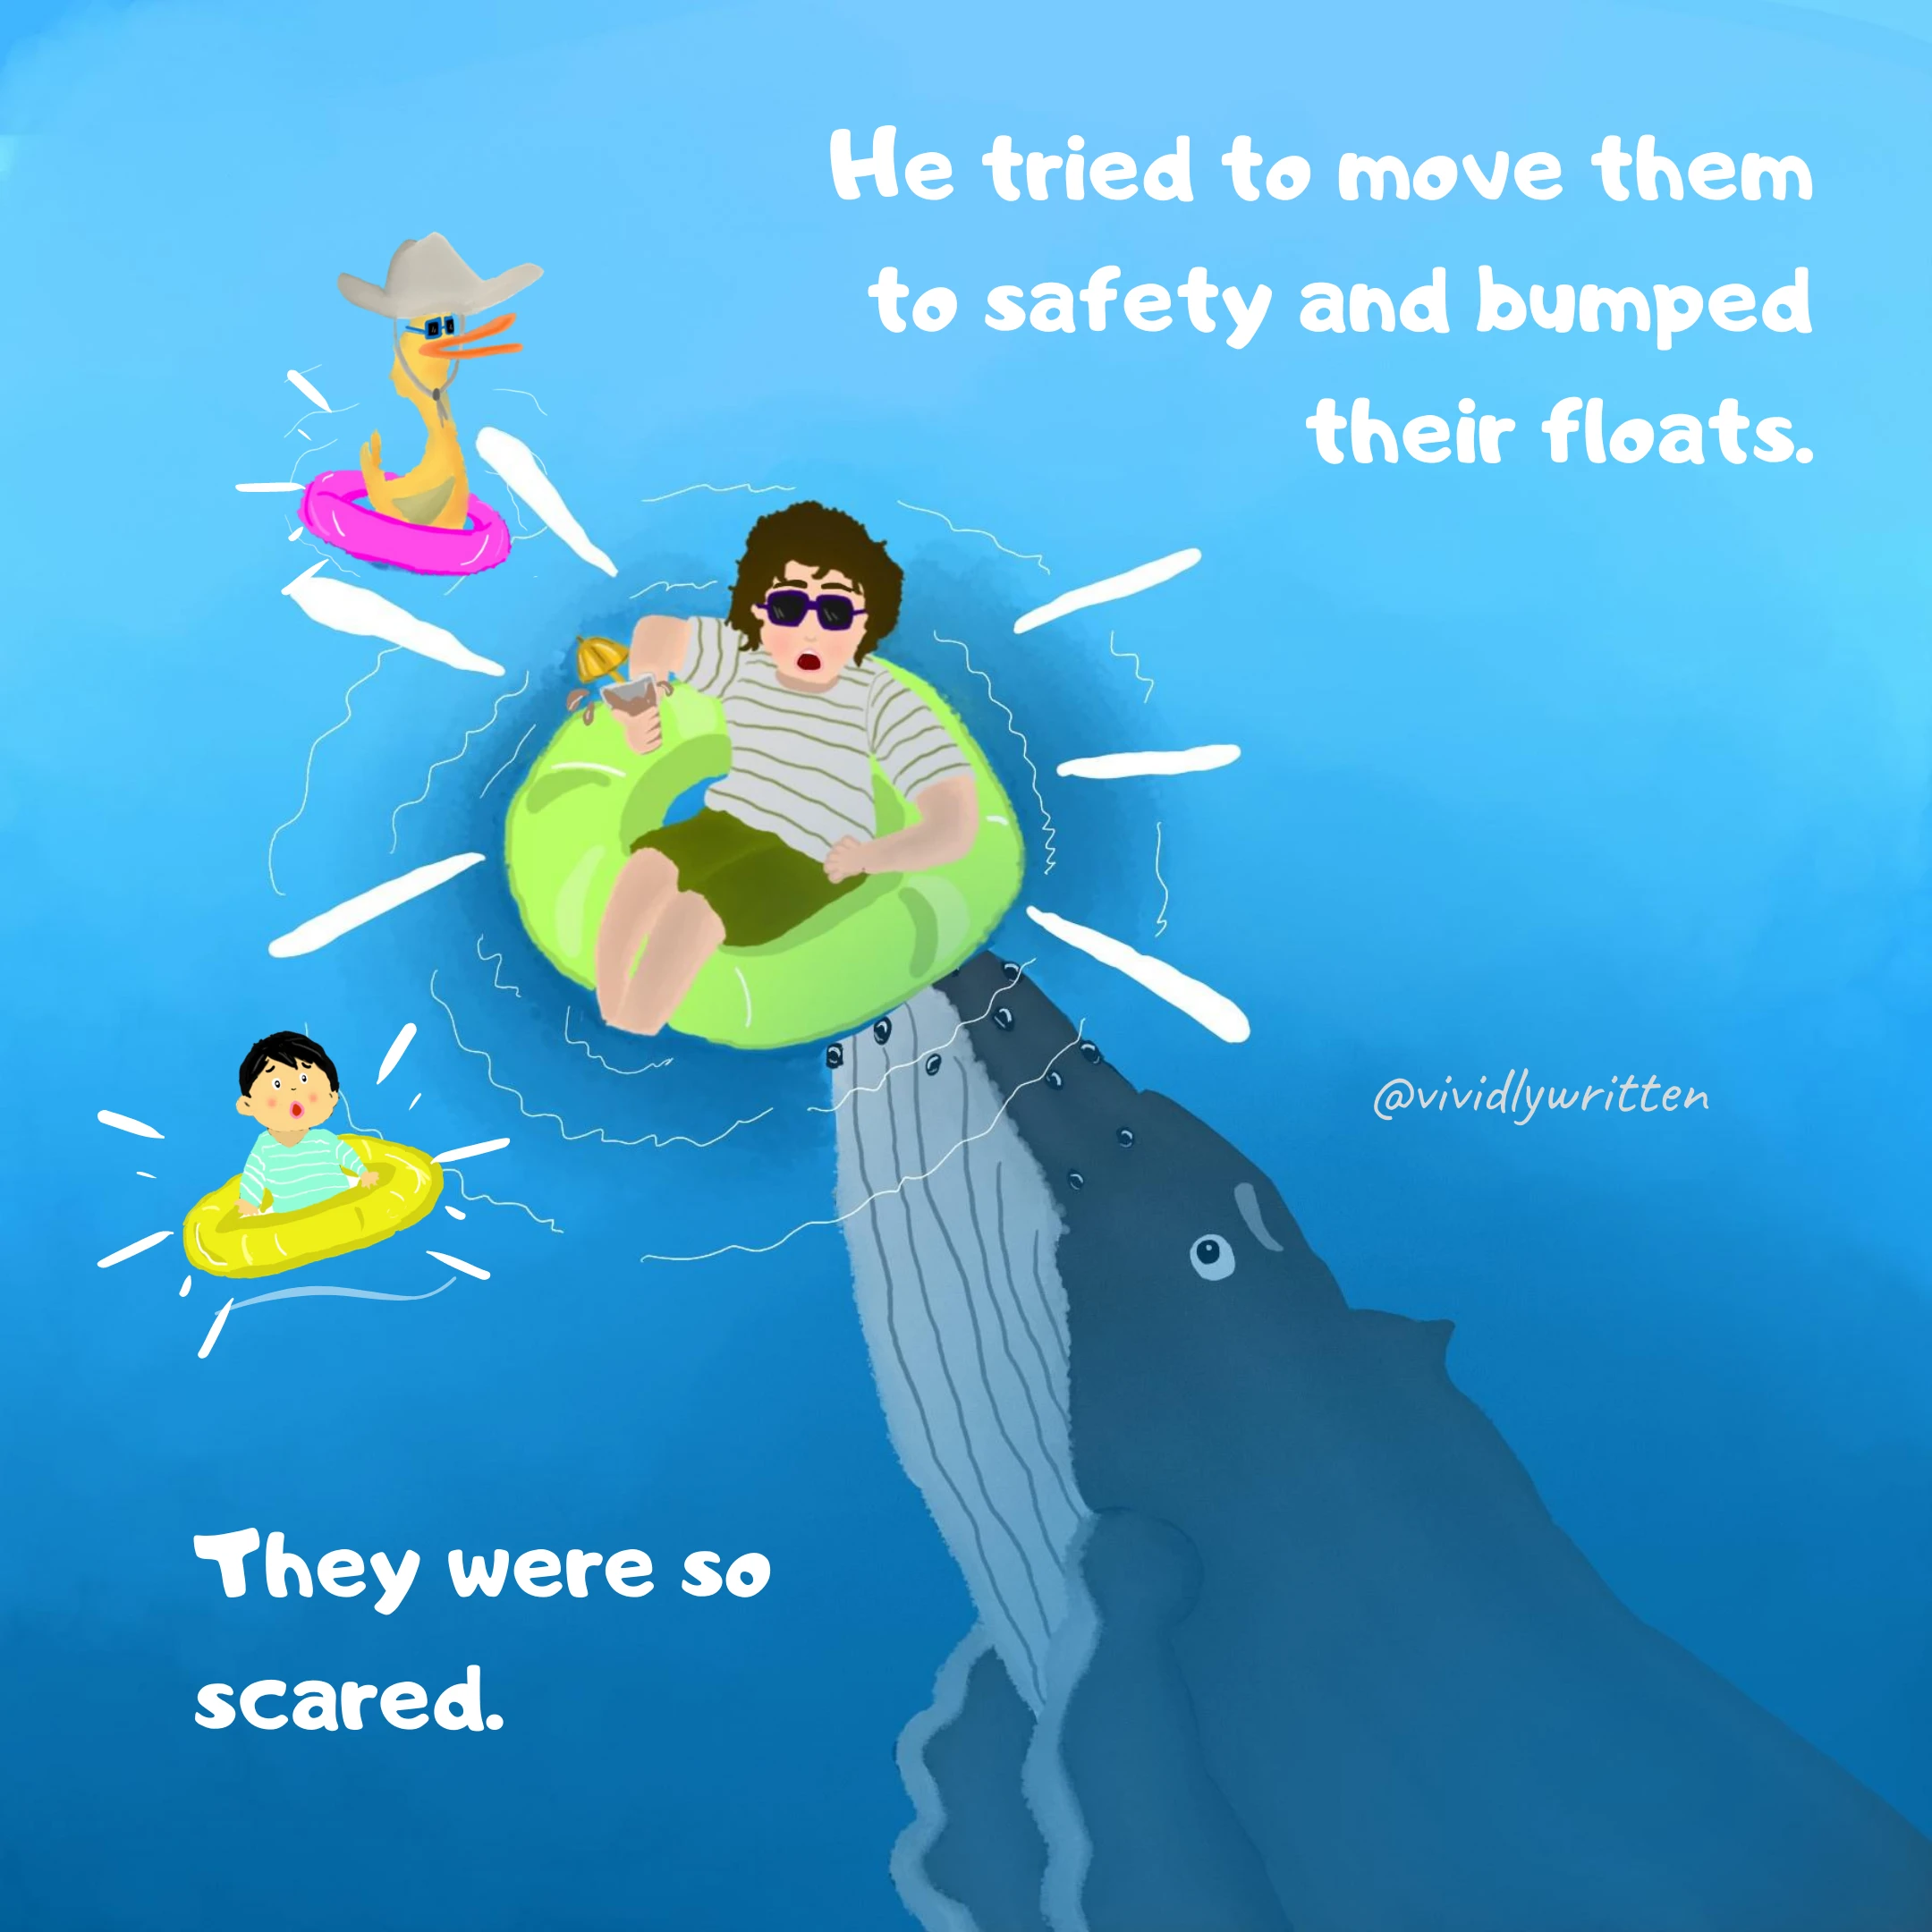 He tried to move them
to safety and bumped
their floats.
@vividlywritten
They were so
scared.